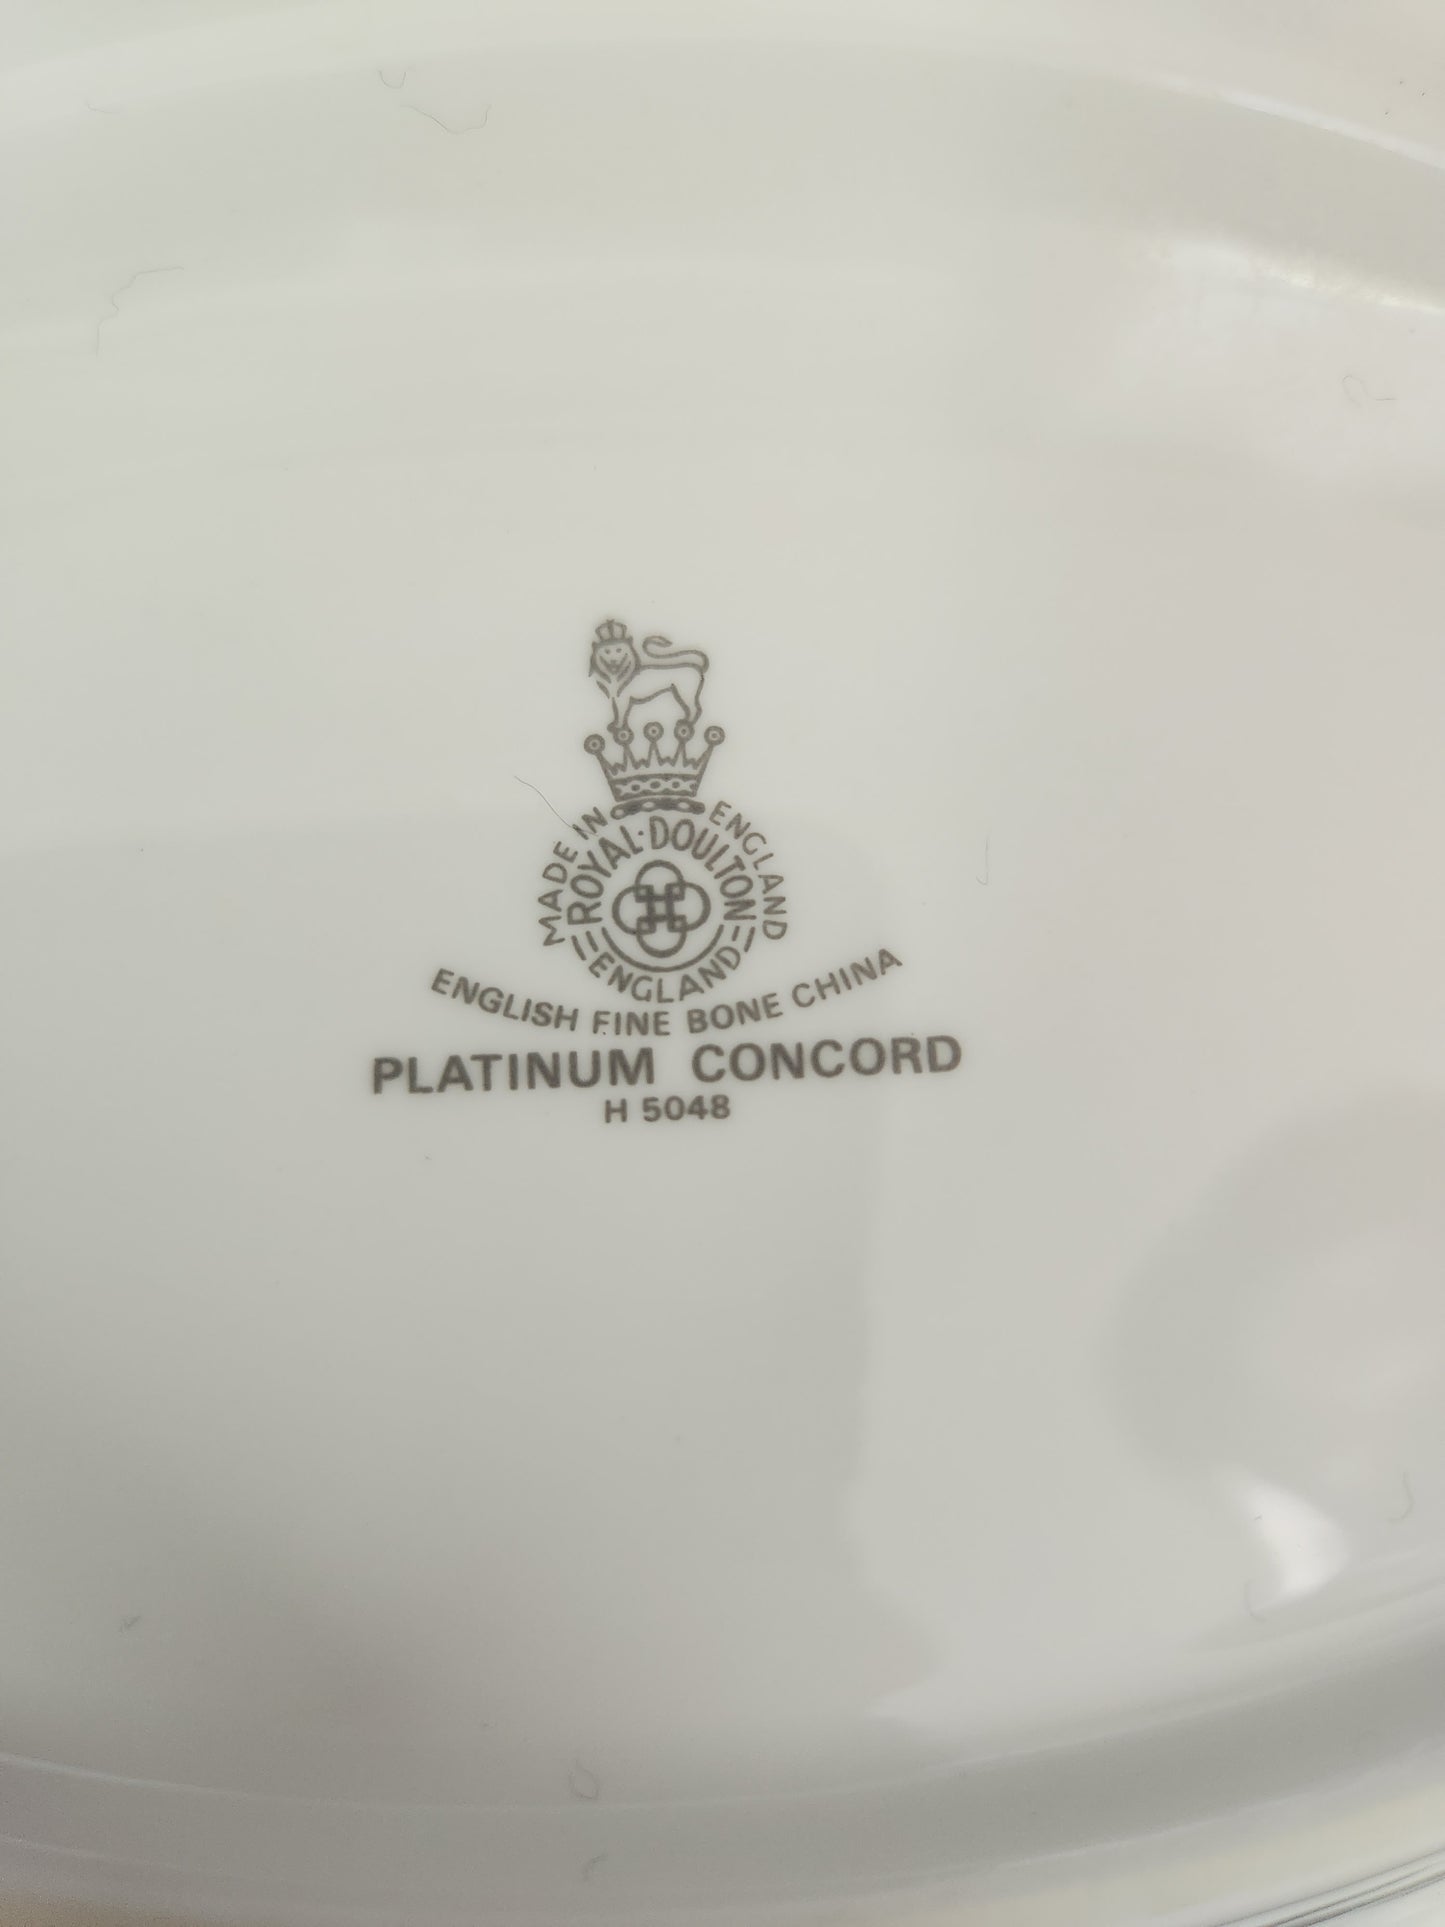 MADE IN ENGLAND
ROYAL·DOULTON
ENGLAND
ENGLISH FINE BONE CHINA
PLATINUM CONCORD
H 5048